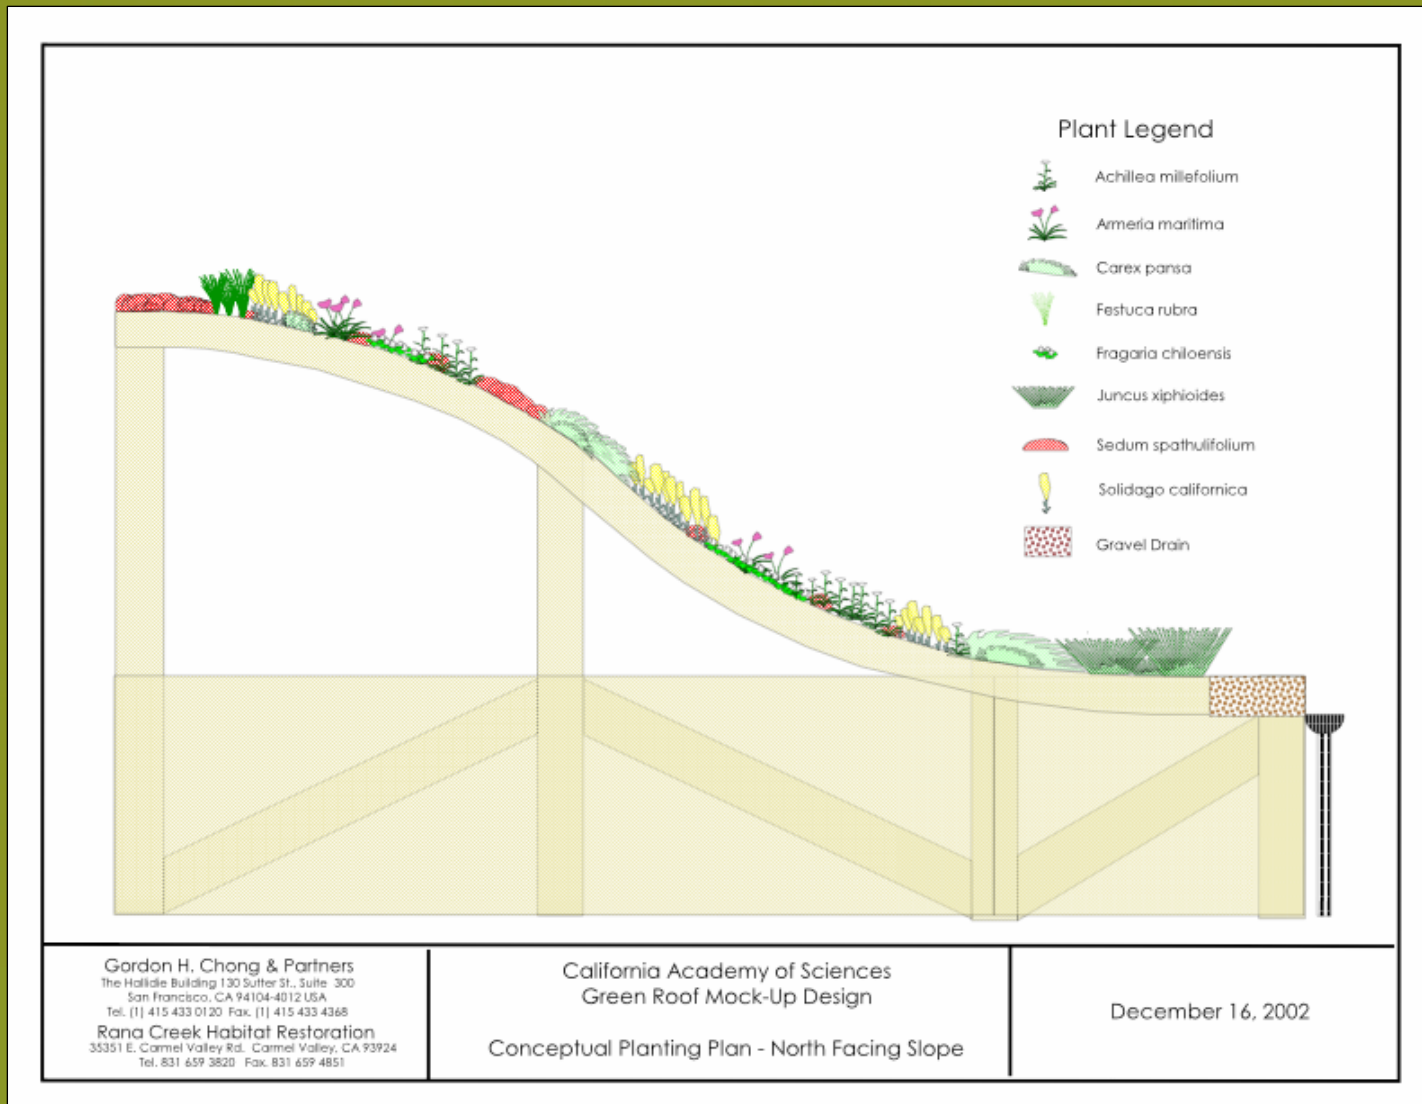 Plant Legend
Achillea millefolium
Armeria maritima
Carex pansa
Festuca rubra
Fragaria chiloensis
Juncus xiphioides
Sedum spathulifolium
Solidago californica
Gravel Drain
Gordon H. Chong & Partners
The Hallidie Building 130 Sutter St., Suite 300
San Francisco, CA 94104-4012 USA
Tel. (1) 415 433 0120 Fax. (1) 415 433 4368
Rana Creek Habitat Restoration
35351 E. Carmel Valley Rd. Carmel Valley, CA 93924
Tel. 831 659 3820 Fax. 831 659 4851
California Academy of Sciences
Green Roof Mock-Up Design
Conceptual Planting Plan - North Facing Slope
December 16, 2002